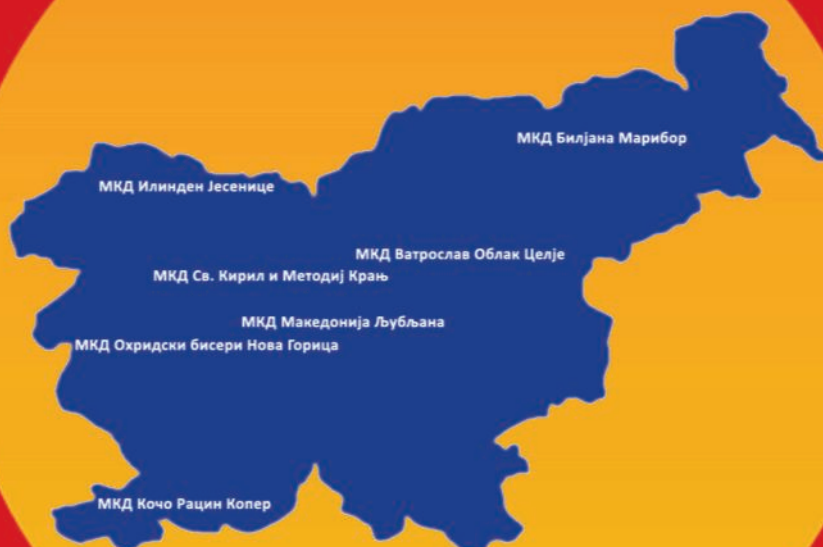 МКД Билјана Марибор
МКД Илинден Јесенице
МКД Ватрослав Облак Целје
МКД Св. Кирил и Методиј Крањ
МКД Македонија Љубљана
МКД Охридски бисери Нова Горица
МКД Кочо Рацин Копер